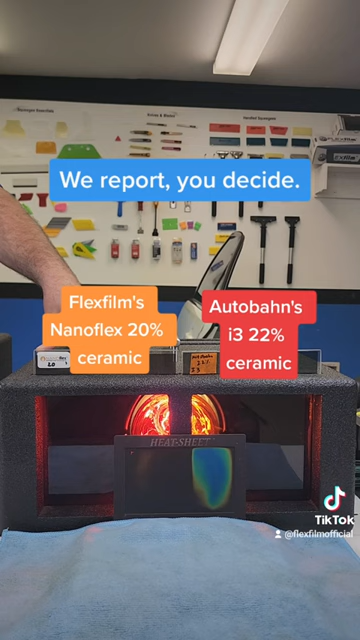 We report, you decide.
Flexfilm's
Nanoflex 20%
ceramic
Autobahn's
i3 22%
ceramic
HEAT-SHEET
TikTok
@flexfilmofficial